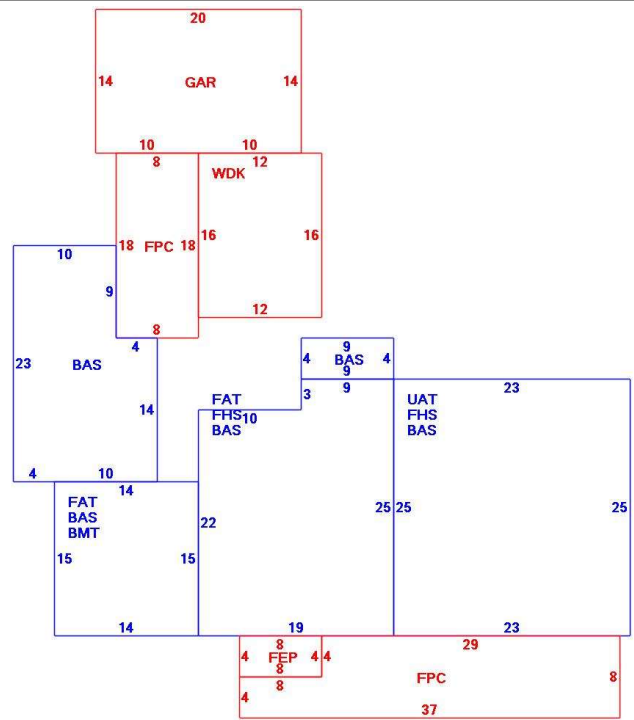 20
14 GAR 14
10 10
8 12
WDK
18 FPC 18 16 16
10
9
12
8
4 9
4 BAS 4
9
23 BAS
3 9 23
14
FAT
FHS 10
BAS
UAT
FHS
BAS
4 10
14
FAT
BAS
BMT
22 25 25 25
15 15
14 19 23
8 29
4 FEP 4 4
8
8
FPC 8
4
37